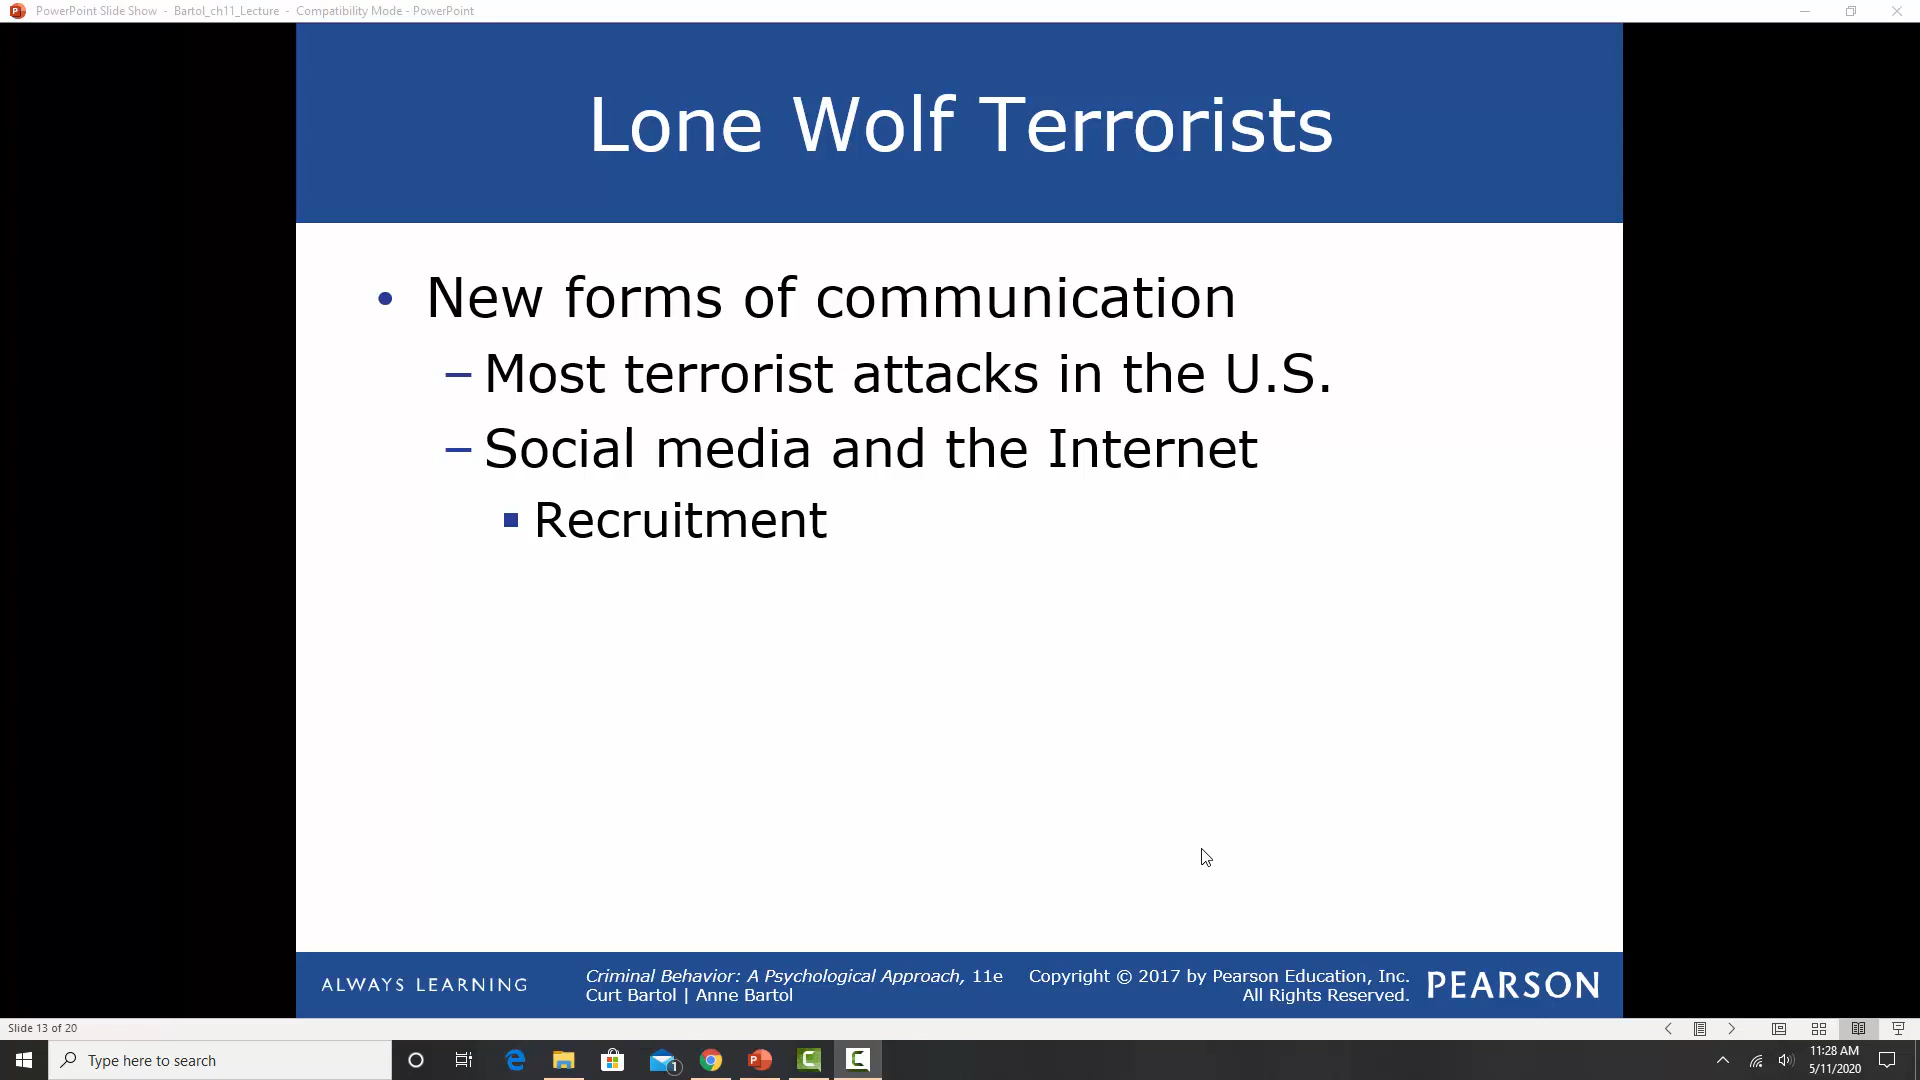 PowerPoint Slide Show - Bartol_ch11_Lecture - Compatibility Mode - PowerPoint
Lone Wolf Terrorists
• New forms of communication
– Most terrorist attacks in the U.S.
– Social media and the Internet
▪ Recruitment
ALWAYS LEARNING
Criminal Behavior: A Psychological Approach, 11e
Curt Bartol | Anne Bartol
Copyright © 2017 by Pearson Education, Inc.
All Rights Reserved.
PEARSON
Slide 13 of 20
Type here to search
1
11:28 AM
5/11/2020